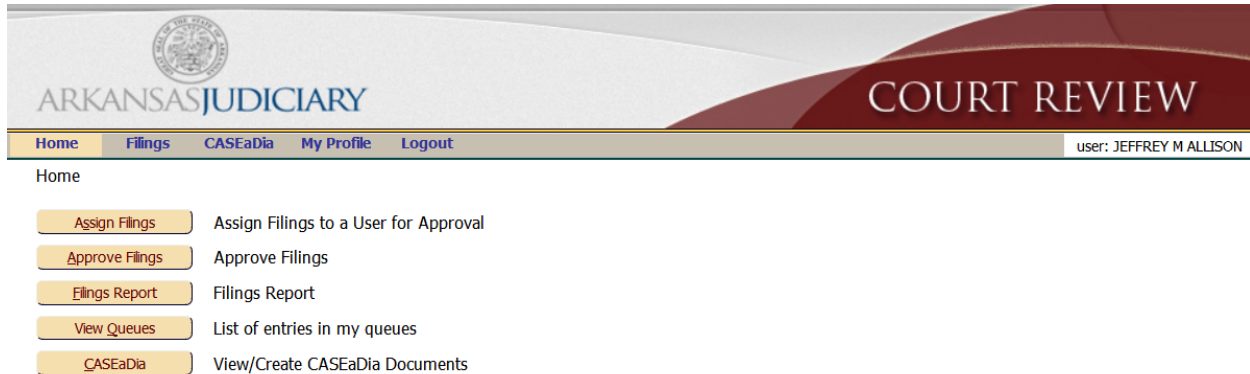 ARKANSASJUDICIARY
COURT REVIEW
Home Filings CASEaDia My Profile Logout user: JEFFREY M ALLISON
Home
Assign Filings Assign Filings to a User for Approval
Approve Filings Approve Filings
Filings Report Filings Report
View Queues List of entries in my queues
CASEaDia View/Create CASEaDia Documents